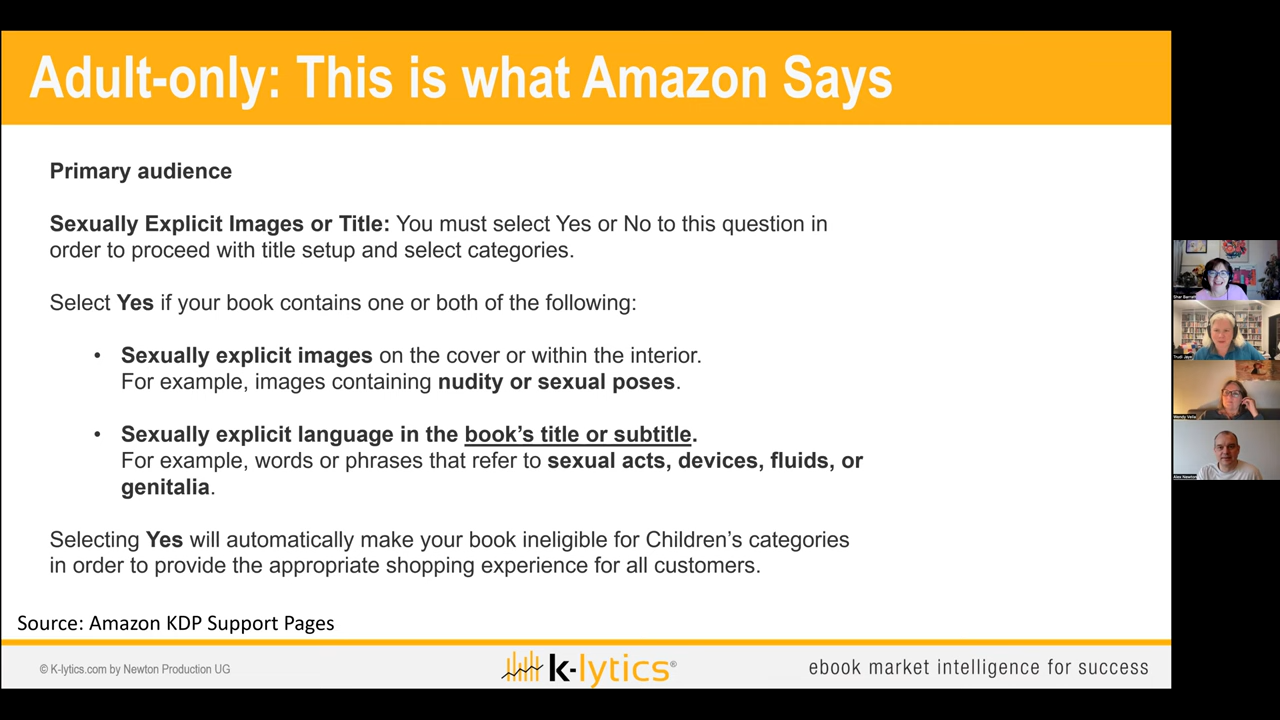 Adult-only: This is what Amazon Says
Primary audience
Sexually Explicit Images or Title: You must select Yes or No to this question in
order to proceed with title setup and select categories.
Select Yes if your book contains one or both of the following:
• Sexually explicit images on the cover or within the interior.
For example, images containing nudity or sexual poses.
• Sexually explicit language in the book’s title or subtitle.
For example, words or phrases that refer to sexual acts, devices, fluids, or
genitalia.
Selecting Yes will automatically make your book ineligible for Children’s categories
in order to provide the appropriate shopping experience for all customers.
Source: Amazon KDP Support Pages
© K-lytics.com by Newton Production UG
k-lytics®
ebook market intelligence for success
Trudi Jaye
Wendy Vella
Alex Newton